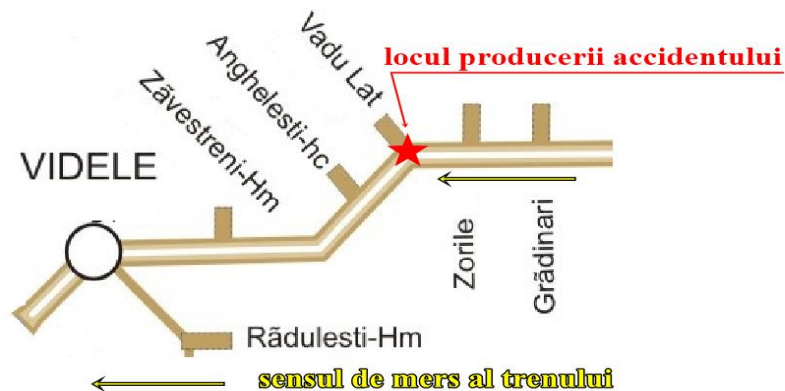 locul producerii accidentului
Vadu Lat
Anghelesti-hc
Zăvestreni-Hm
VIDELE
Zorile
Grădinari
Rădulesti-Hm
sensul de mers al trenului